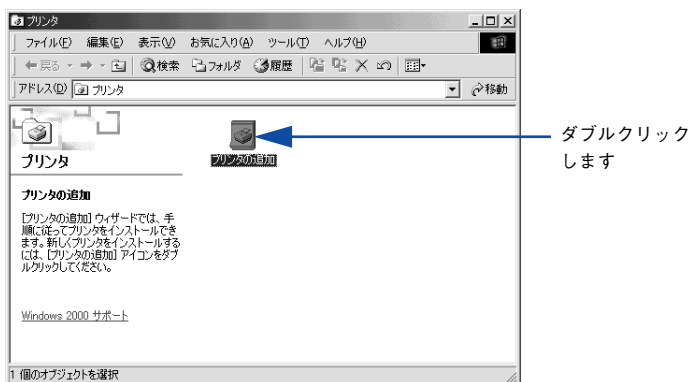 プリンタ
ファイル(F) 編集(E) 表示(V) お気に入り(A) ツール(T) ヘルプ(H)
戻る 検索 フォルダ 履歴
アドレス(D) プリンタ 移動
プリンタ
プリンタの追加
プリンタの追加
[プリンタの追加] ウィザードでは、手
順に従ってプリンタをインストールでき
ます。新しくプリンタをインストールする
には、[プリンタの追加] アイコンをダブ
ルクリックしてください。
Windows 2000 サポート
1 個のオブジェクトを選択
ダブルクリック
します